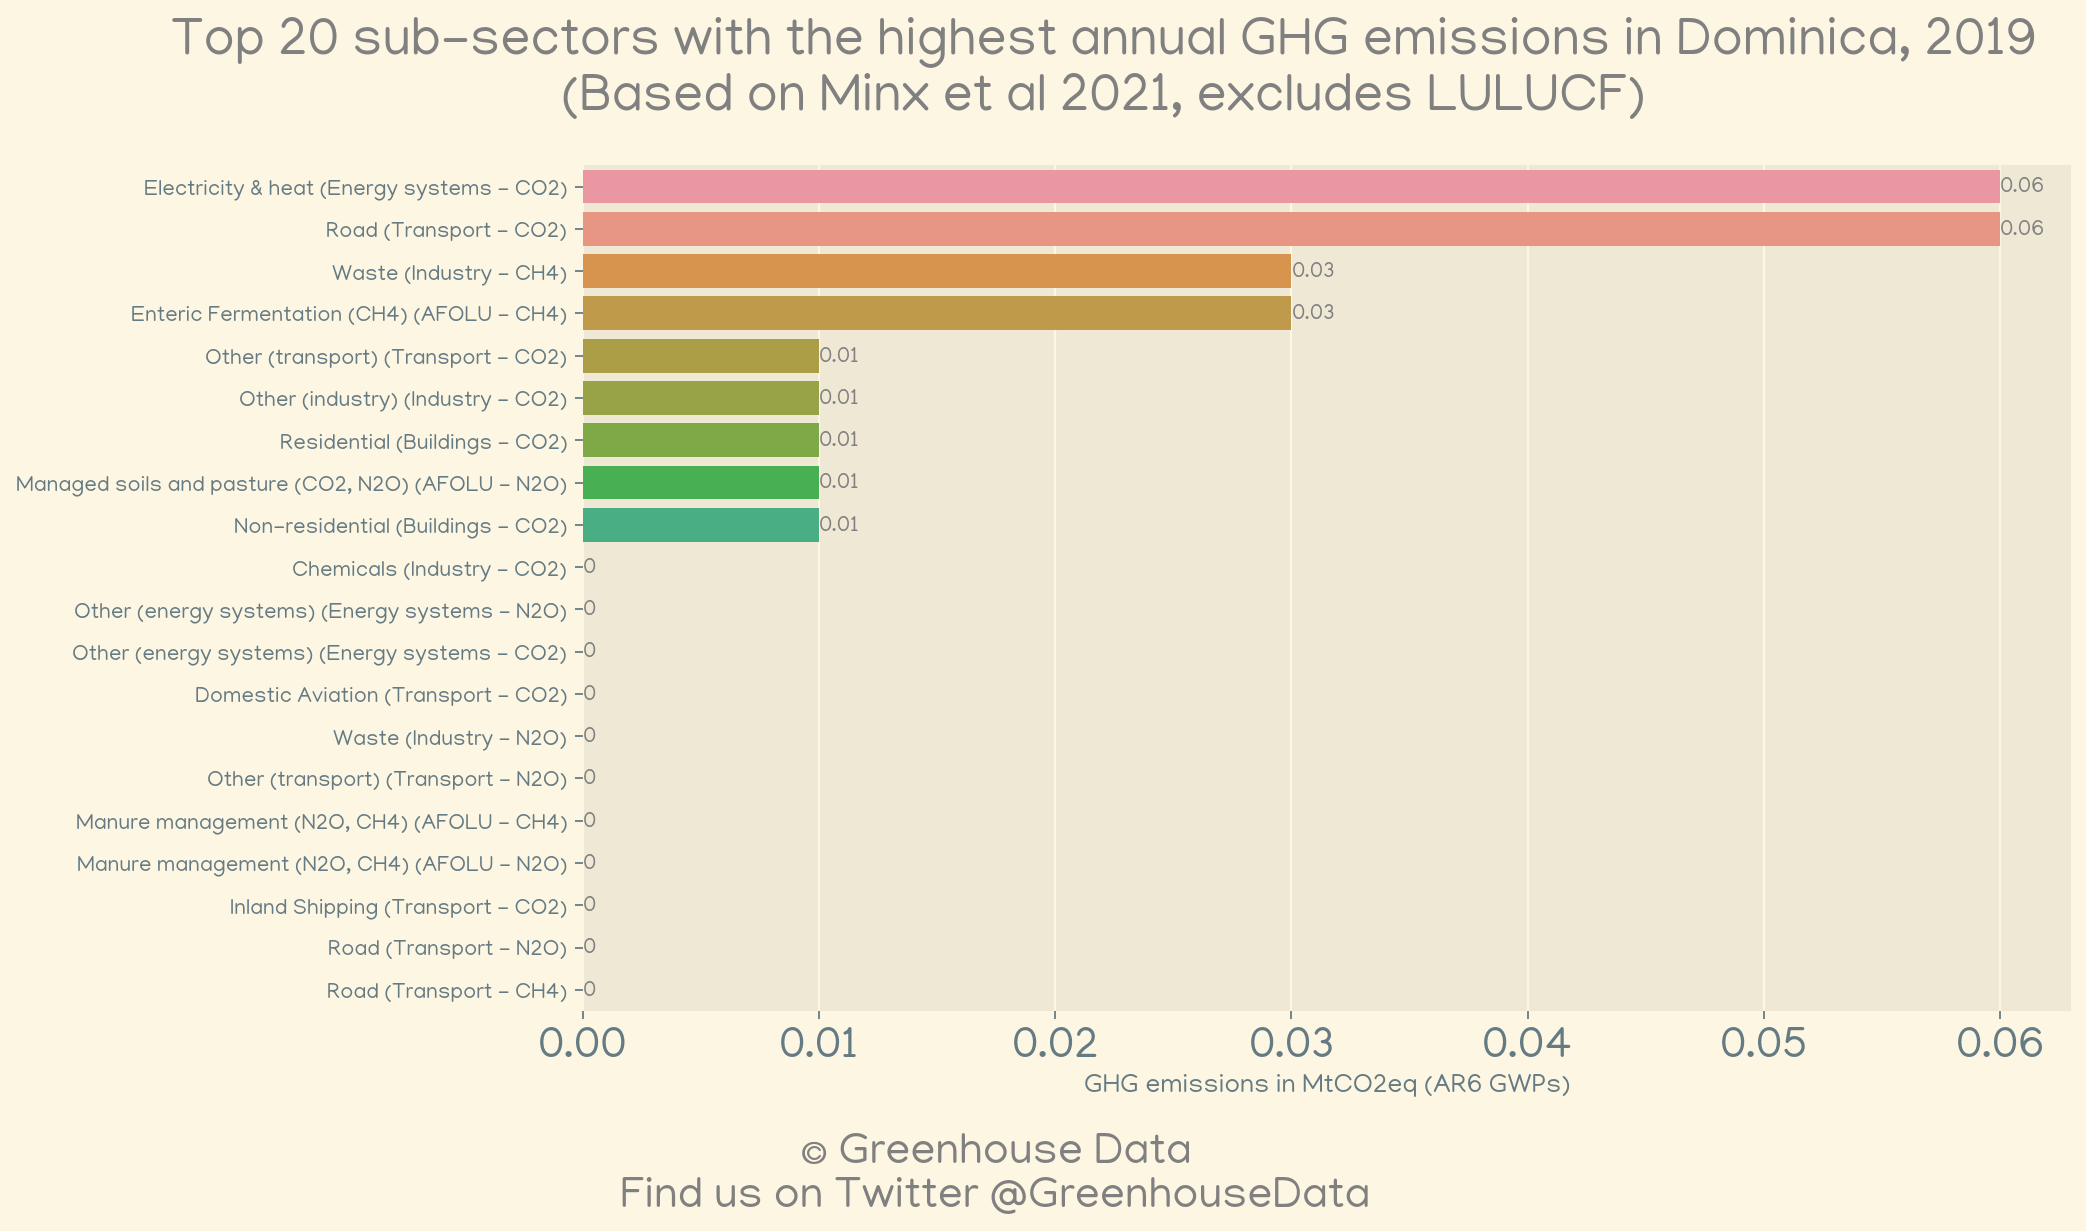 Top 20 sub-sectors with the highest annual GHG emissions in Dominica, 2019
(Based on Minx et al 2021, excludes LULUCF)
Electricity & heat (Energy systems - CO2) 0.06
Road (Transport - CO2) 0.06
Waste (Industry - CH4) 0.03
Enteric Fermentation (CH4) (AFOLU - CH4) 0.03
Other (transport) (Transport - CO2) 0.01
Other (industry) (Industry - CO2) 0.01
Residential (Buildings - CO2) 0.01
Managed soils and pasture (CO2, N2O) (AFOLU - N2O) 0.01
Non-residential (Buildings - CO2) 0.01
Chemicals (Industry - CO2) 0
Other (energy systems) (Energy systems - N2O) 0
Other (energy systems) (Energy systems - CO2) 0
Domestic Aviation (Transport - CO2) 0
Waste (Industry - N2O) 0
Other (transport) (Transport - N2O) 0
Manure management (N2O, CH4) (AFOLU - CH4) 0
Manure management (N2O, CH4) (AFOLU - N2O) 0
Inland Shipping (Transport - CO2) 0
Road (Transport - N2O) 0
Road (Transport - CH4) 0
0.00 0.01 0.02 0.03 0.04 0.05 0.06
GHG emissions in MtCO2eq (AR6 GWPs)
© Greenhouse Data
Find us on Twitter @GreenhouseData